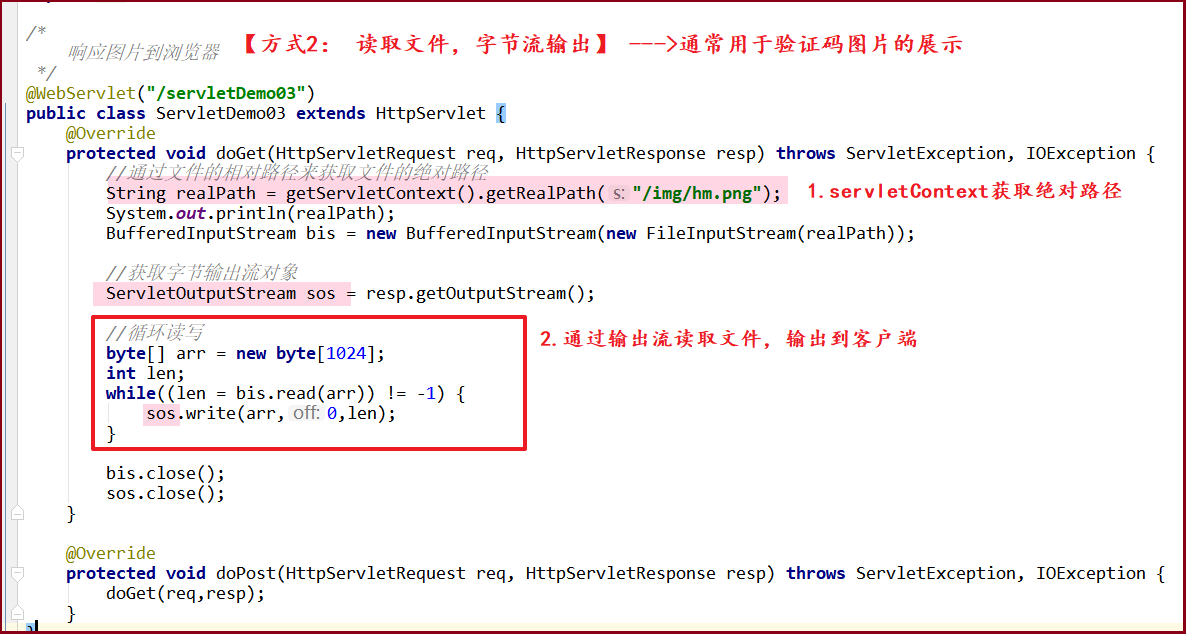 /*
响应图片到浏览器 【方式2： 读取文件，字节流输出】 --->通常用于验证码图片的展示
*/
@WebServlet("/servletDemo03")
public class ServletDemo03 extends HttpServlet {
@Override
protected void doGet(HttpServletRequest req, HttpServletResponse resp) throws ServletException, IOException {
//通过文件的相对路径来获取文件的绝对路径
String realPath = getServletContext().getRealPath( s: "/img/hm.png"); 1.servletContext获取绝对路径
System.out.println(realPath);
BufferedInputStream bis = new BufferedInputStream(new FileInputStream(realPath));
//获取字节输出流对象
ServletOutputStream sos = resp.getOutputStream();
//循环读写 2.通过输出流读取文件，输出到客户端
byte[] arr = new byte[1024];
int len;
while((len = bis.read(arr)) != -1) {
sos.write(arr, off: 0,len);
}
bis.close();
sos.close();
}
@Override
protected void doPost(HttpServletRequest req, HttpServletResponse resp) throws ServletException, IOException {
doGet(req,resp);
}
}